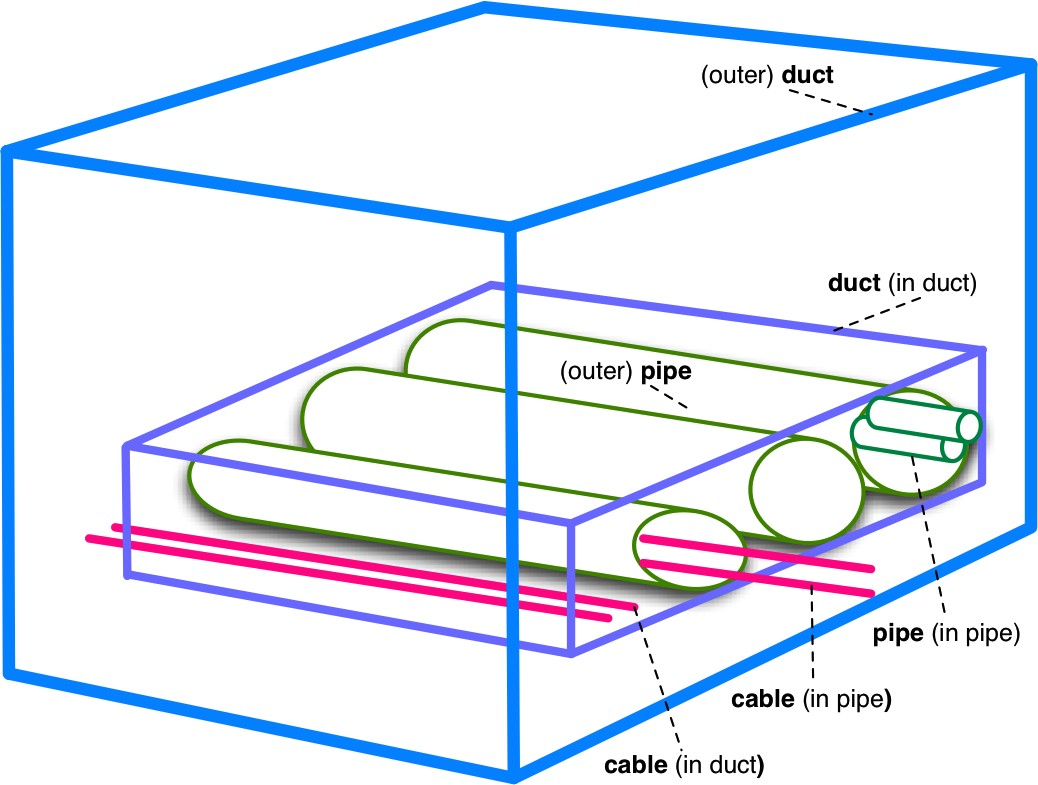 (outer) duct
duct (in duct)
(outer) pipe
pipe (in pipe)
cable (in pipe)
cable (in duct)